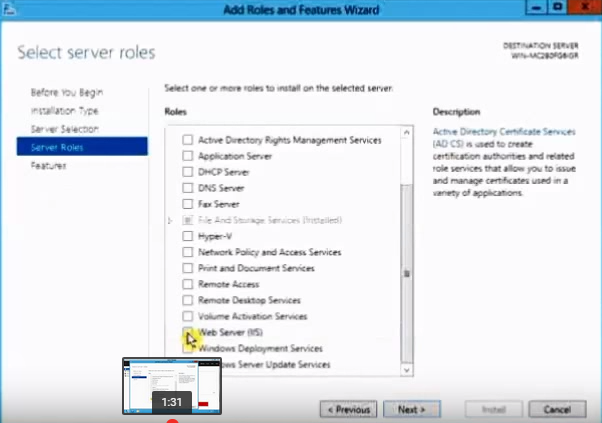 Add Roles and Features Wizard
Select server roles
DESTINATION SERVER
Before You Begin
Installation Type
Server Selection
Server Roles
Features
Select one or more roles to install on the selected server.
Roles
Active Directory Rights Management Services
Application Server
DHCP Server
DNS Server
Fax Server
File And Storage Services (Installed)
Hyper-V
Network Policy and Access Services
Print and Document Services
Remote Access
Remote Desktop Services
Volume Activation Services
Web Server (IIS)
Windows Deployment Services
Server Update Services
Description
Active Directory Certificate Services
(AD CS) is used to create
certification authorities and related
role services that allow you to issue
and manage certificates used in a
variety of applications.
1:31
< Previous
Next >
Install
Cancel